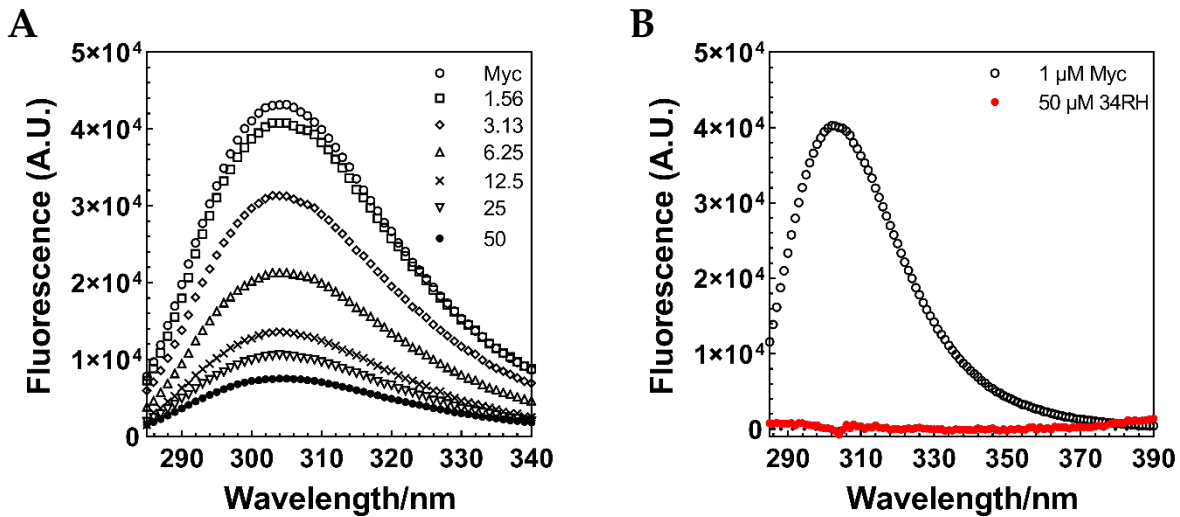 A
Fluorescence (A.U.)
5×10⁴
4×10⁴
3×10⁴
2×10⁴
1×10⁴
0
290 300 310 320 330 340
Wavelength/nm
Myc
1.56
3.13
6.25
12.5
25
50
B
Fluorescence (A.U.)
5×10⁴
4×10⁴
3×10⁴
2×10⁴
1×10⁴
0
290 310 330 350 370 390
Wavelength/nm
1 µM Myc
50 µM 34RH